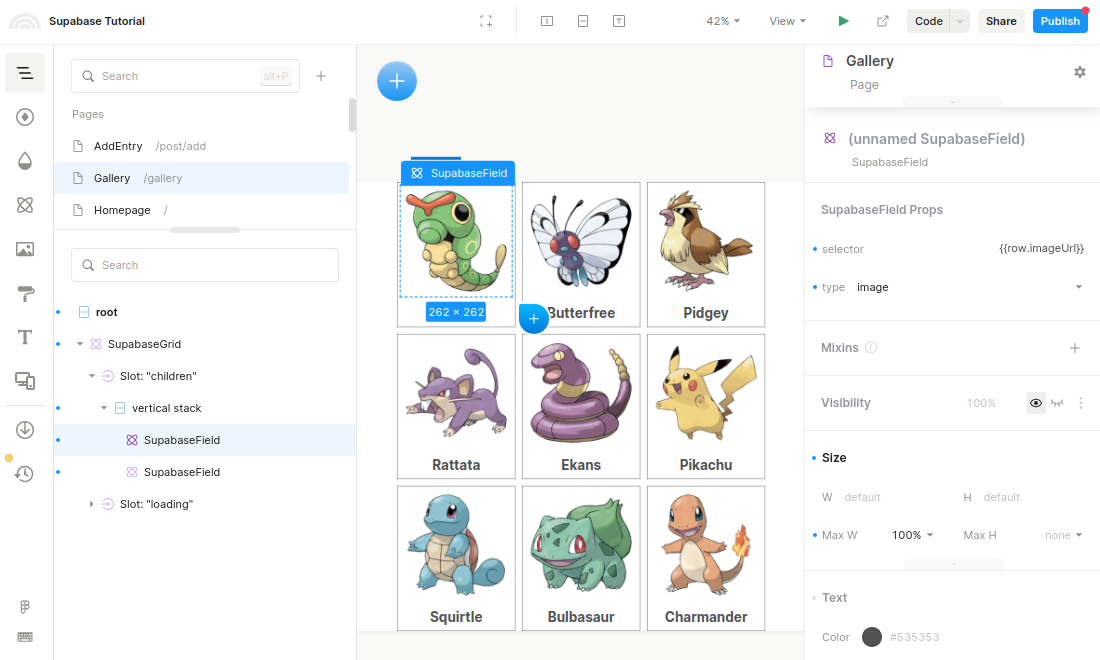 Supabase Tutorial
42%
View
Code
Share
Publish
Search
alt+P
Pages
AddEntry /post/add
Gallery /gallery
Homepage /
Search
root
SupabaseGrid
Slot: "children"
vertical stack
SupabaseField
SupabaseField
Slot: "loading"
SupabaseField
262 × 262
Butterfree
Pidgey
Rattata
Ekans
Pikachu
Squirtle
Bulbasaur
Charmander
Gallery
Page
(unnamed SupabaseField)
SupabaseField
SupabaseField Props
selector {{row.imageUrl}}
type image
Mixins
Visibility 100%
Size
W default H default
Max W 100% Max H none
Text
Color #535353